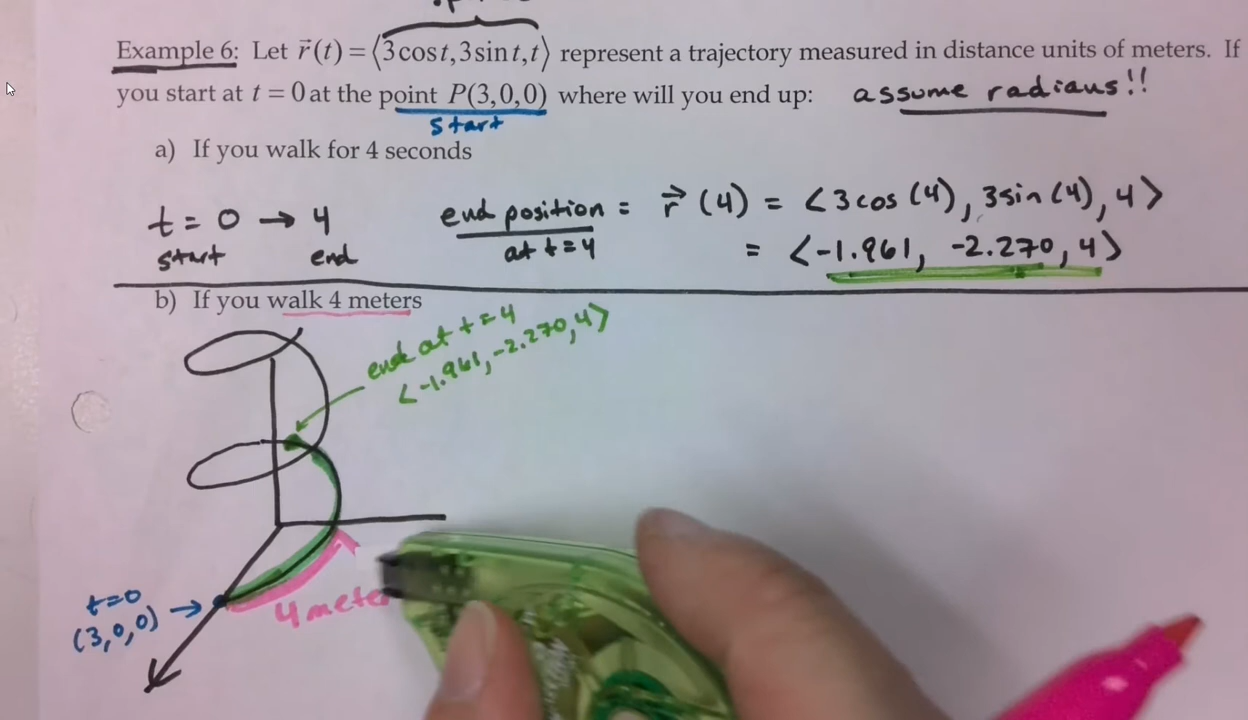 Example 6: Let r⃗(t) = ⟨3cost, 3sint, t⟩ represent a trajectory measured in distance units of meters. If
you start at t = 0 at the point P(3,0,0) where will you end up: assume radians!!
start
a) If you walk for 4 seconds
t = 0 → 4 end position = r⃗(4) = <3cos(4), 3sin(4), 4>
start end at t=4 = <-1.961, -2.270, 4>
b) If you walk 4 meters
end at t=4
<-1.961, -2.270, 4>
t=0
(3,0,0) →
4 mete